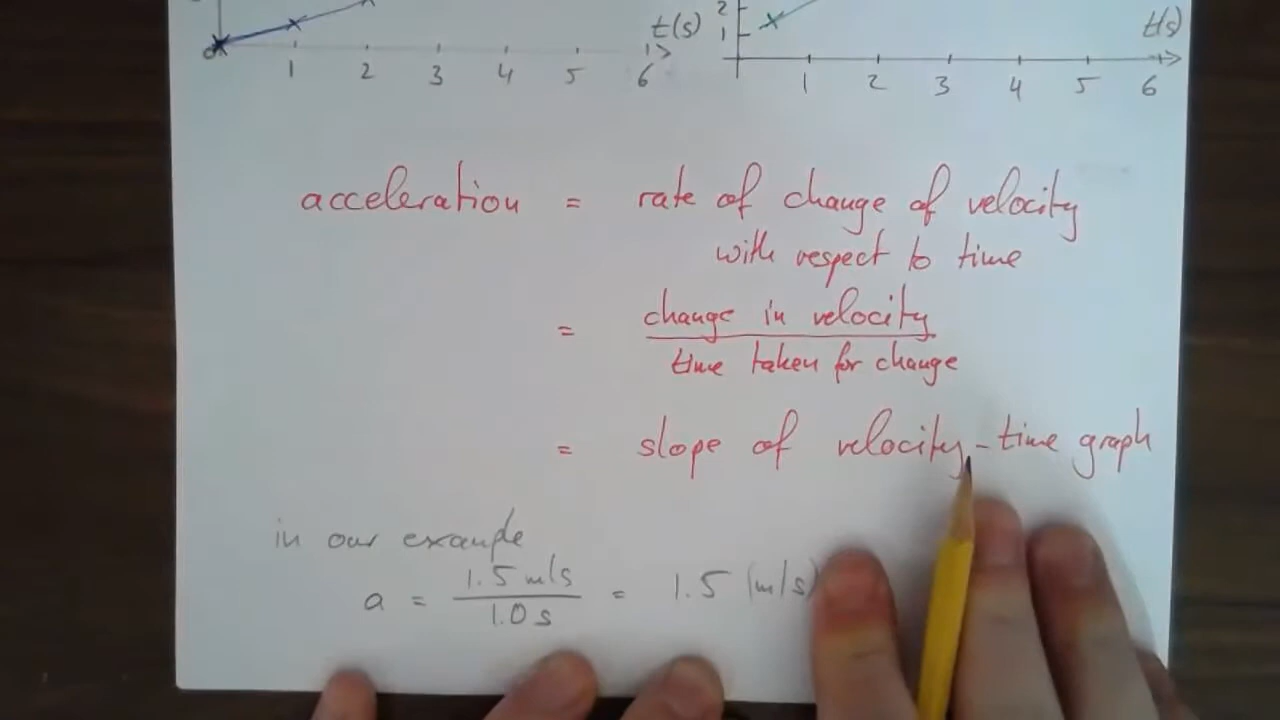 t(s)
1 2 3 4 5 6
2
1
t(s)
1 2 3 4 5 6
acceleration = rate of change of velocity
with respect to time
= change in velocity
time taken for change
= slope of velocity-time graph
in our example
a = 1.5 m/s = 1.5 (m/s)
1.0 s